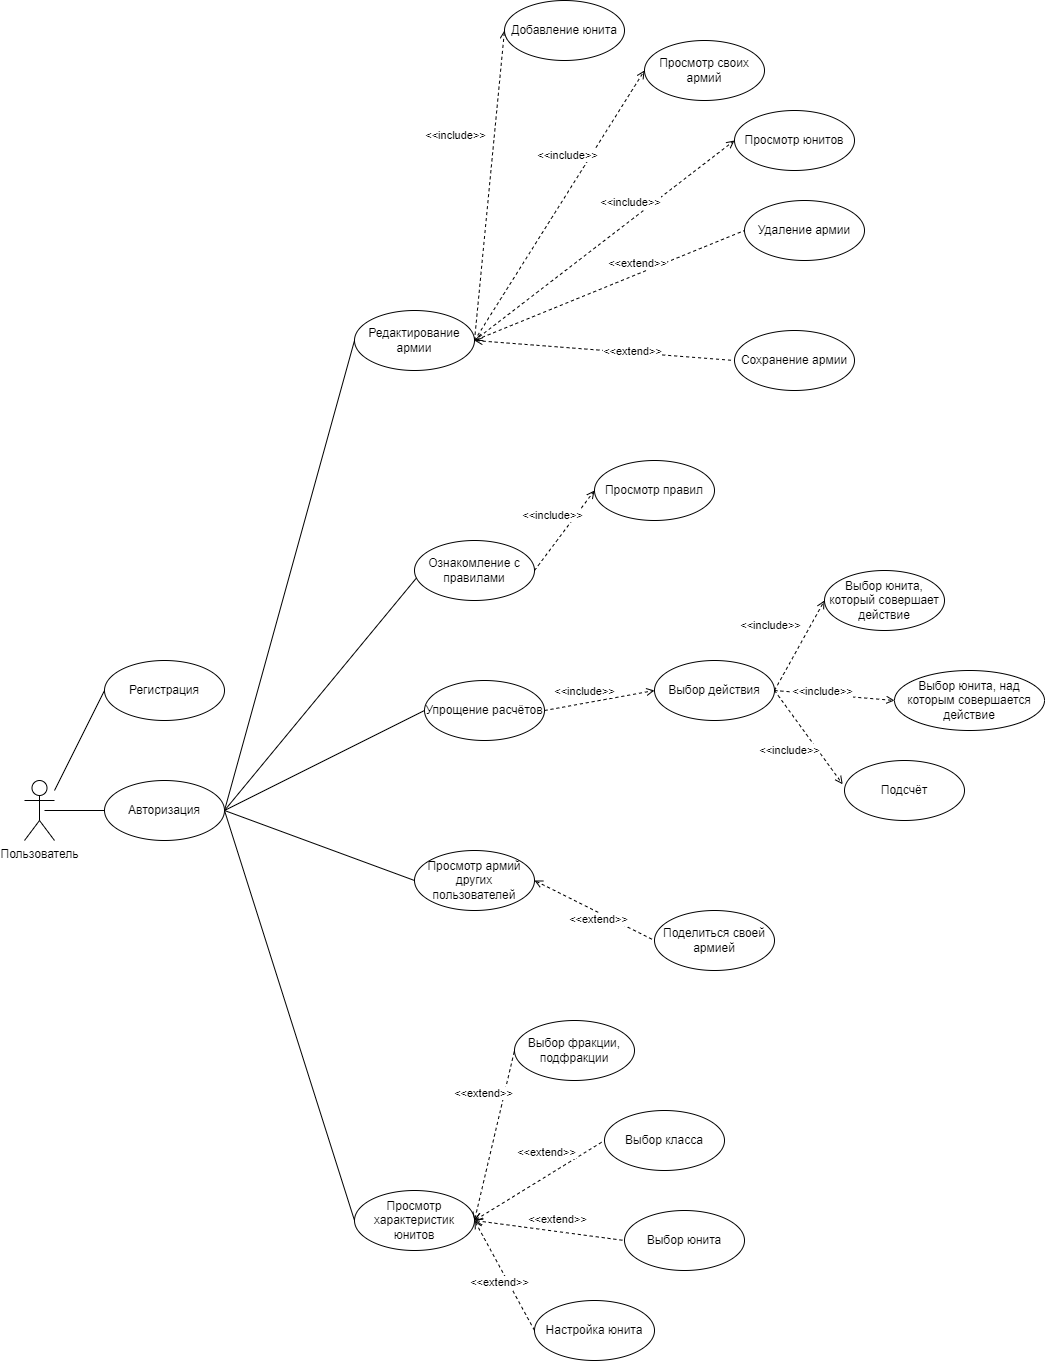 Добавление юнита
Просмотр своих
армий
<<include>>
<<include>>
Просмотр юнитов
<<include>>
Удаление армии
<<extend>>
Редактирование
армии
<<extend>>
Сохранение армии
Просмотр правил
<<include>>
Ознакомление с
правилами
Выбор юнита,
который совершает
действие
<<include>>
Регистрация
Упрощение расчётов
<<include>>
Выбор действия
<<include>>
Выбор юнита, над
которым совершается
действие
<<include>>
Подсчёт
Авторизация
Пользователь
Просмотр армий
других
пользователей
<<extend>>
Поделиться своей
армией
Выбор фракции,
подфракции
<<extend>>
Выбор класса
<<extend>>
Просмотр
характеристик
юнитов
<<extend>>
Выбор юнита
<<extend>>
Настройка юнита